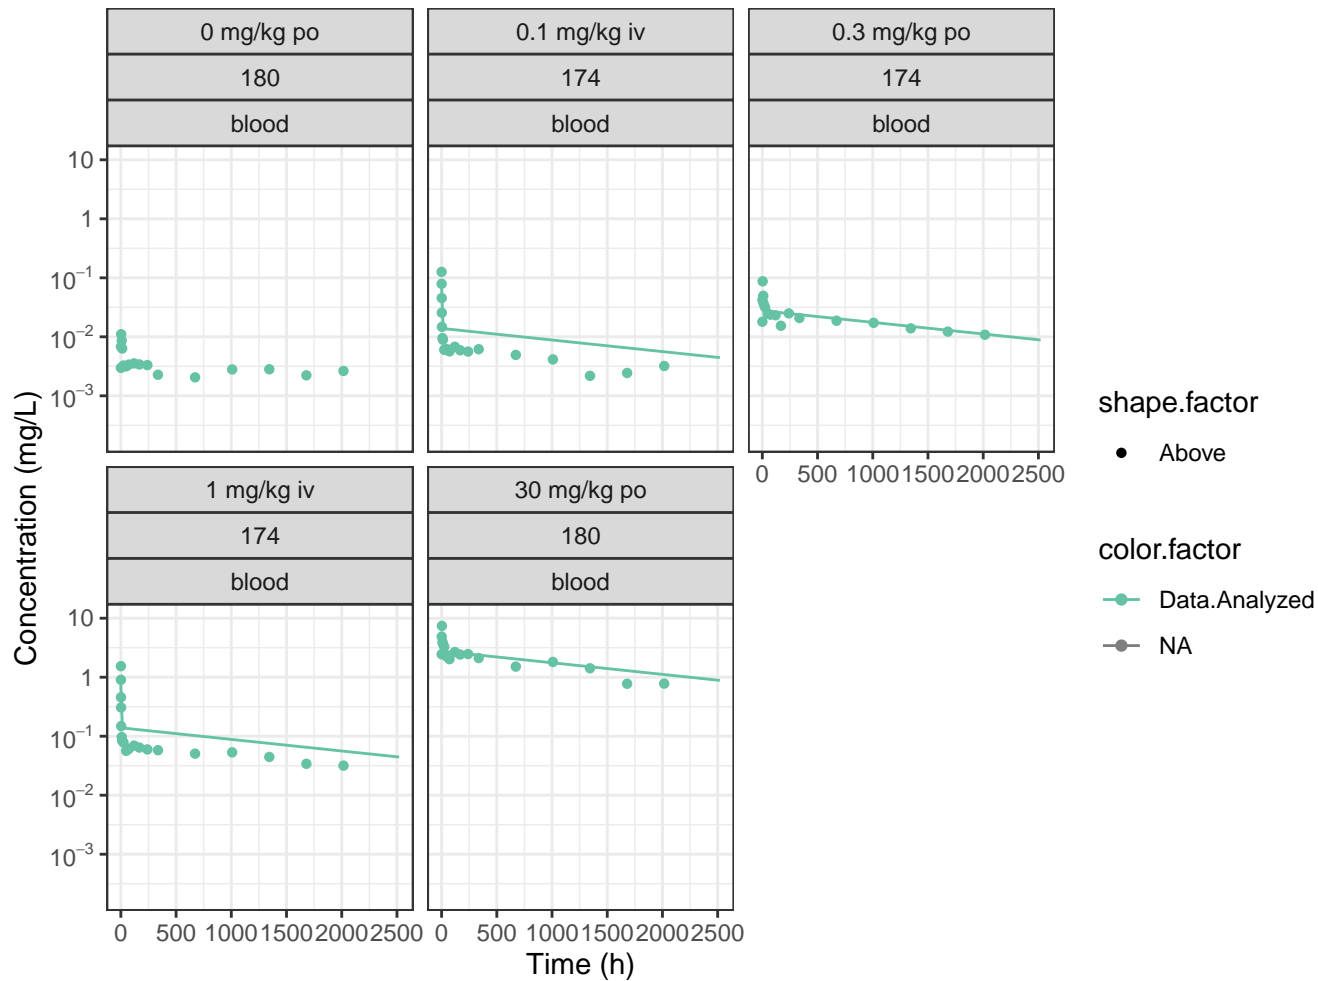 0 mg/kg po
0.1 mg/kg iv
0.3 mg/kg po
180
174
174
blood
blood
blood
10
1
10⁻¹
10⁻²
10⁻³
0 500 1000 1500 2000 2500
1 mg/kg iv
30 mg/kg po
174
180
blood
blood
10
1
10⁻¹
10⁻²
10⁻³
0 500 1000 1500 2000 2500
0 500 1000 1500 2000 2500
Time (h)
Concentration (mg/L)
shape.factor
Above
color.factor
Data.Analyzed
NA